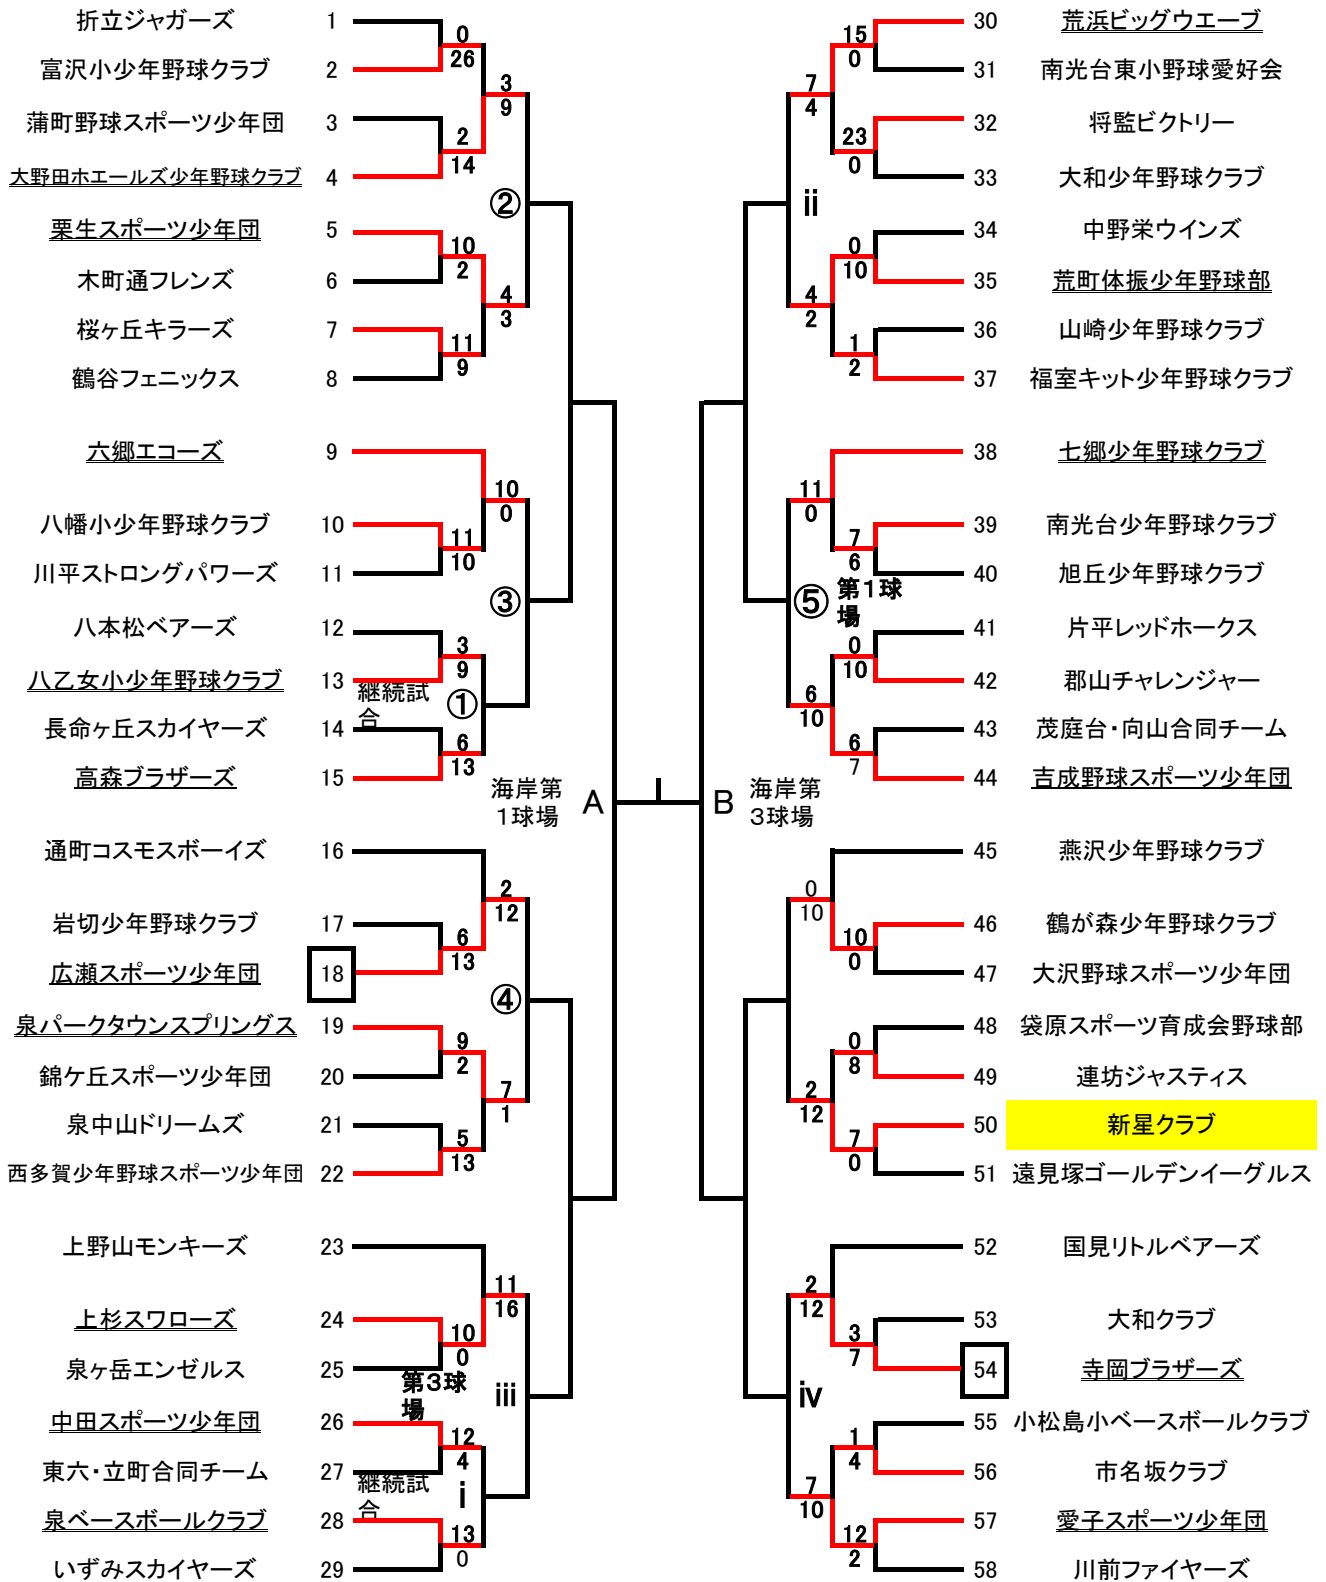 折立ジャガーズ 1
富沢小少年野球クラブ 2
0
26
蒲町野球スポーツ少年団 3
大野田ホエールズ少年野球クラブ 4
2
14
3
9
栗生スポーツ少年団 5
木町通フレンズ 6
10
2
桜ヶ丘キラーズ 7
鶴谷フェニックス 8
11
9
4
3
②
六郷エコーズ 9
八幡小少年野球クラブ 10
川平ストロングパワーズ 11
11
10
10
0
③
八本松ベアーズ 12
八乙女小少年野球クラブ 13
3
9
継続試
合
①
長命ヶ丘スカイヤーズ 14
高森ブラザーズ 15
6
13
海岸第
1球場
A
通町コスモスボーイズ 16
岩切少年野球クラブ 17
広瀬スポーツ少年団 18
6
13
2
12
④
泉パークタウンスプリングス 19
錦ケ丘スポーツ少年団 20
9
2
泉中山ドリームズ 21
西多賀少年野球スポーツ少年団 22
5
13
7
1
上野山モンキーズ 23
上杉スワローズ 24
泉ヶ岳エンゼルス 25
10
0
11
16
第3球
場
iii
中田スポーツ少年団 26
東六・立町合同チーム 27
12
4
継続試
合
i
泉ベースボールクラブ 28
いずみスカイヤーズ 29
13
0
15
0
30 荒浜ビッグウエーブ
31 南光台東小野球愛好会
7
4
23
0
32 将監ビクトリー
33 大和少年野球クラブ
ii
0
10
34 中野栄ウインズ
35 荒町体振少年野球部
4
2
1
2
36 山崎少年野球クラブ
37 福室キット少年野球クラブ
38 七郷少年野球クラブ
11
0
7
6
39 南光台少年野球クラブ
40 旭丘少年野球クラブ
⑤
第1球
場
0
10
41 片平レッドホークス
42 郡山チャレンジャー
6
10
6
7
43 茂庭台・向山合同チーム
44 吉成野球スポーツ少年団
B
海岸第
3球場
45 燕沢少年野球クラブ
0
10
10
0
46 鶴が森少年野球クラブ
47 大沢野球スポーツ少年団
0
8
48 袋原スポーツ育成会野球部
49 連坊ジャスティス
2
12
7
0
50 新星クラブ
51 遠見塚ゴールデンイーグルス
52 国見リトルベアーズ
2
12
3
7
53 大和クラブ
54 寺岡ブラザーズ
iv
1
4
55 小松島小ベースボールクラブ
56 市名坂クラブ
7
10
12
2
57 愛子スポーツ少年団
58 川前ファイヤーズ